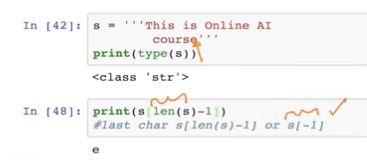 In [42]: s = '''This is Online AI
course'''
print(type(s))
<class 'str'>
In [48]: print(s[len(s)-1])
#last char s[len(s)-1] or s[-1]
e